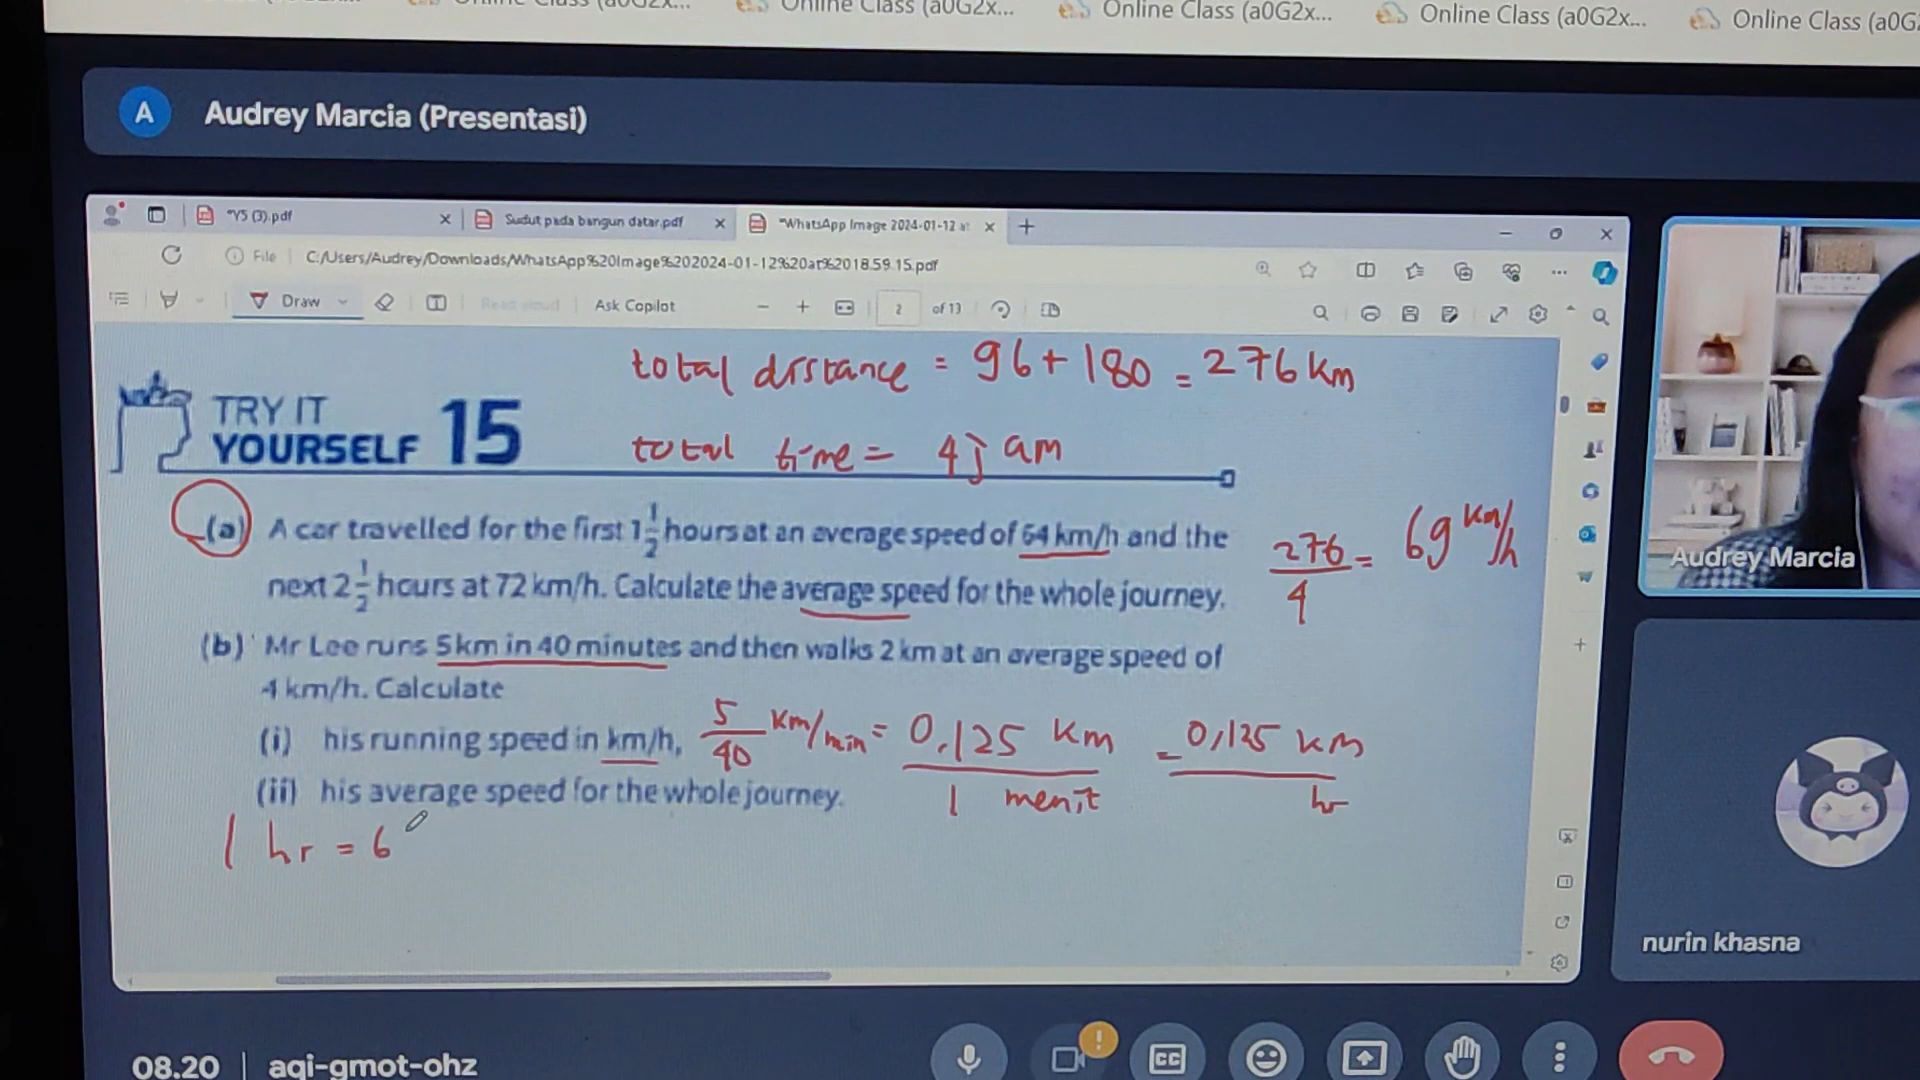 Online Class (a0G2x...
Online Class (a0G2x...
Online Class (a0G2x...
Online Class (a0G2x...
Online Class (a0G
A
Audrey Marcia (Presentasi)
*Y5 (3).pdf
Sudut pada bangun datar.pdf
*WhatsApp Image 2024-01-12 at
File C:/Users/Audrey/Downloads/WhatsApp%20Image%202024-01-12%20at%2018.59.15.pdf
Draw Read aloud Ask Copilot 2 of 13
total distance = 96 + 180 = 276 km
TRY IT
YOURSELF 15
total time = 4 jam
(a) A car travelled for the first 1 1/2 hours at an average speed of 64 km/h and the
next 2 1/2 hours at 72 km/h. Calculate the average speed for the whole journey.
276/4 = 69 km/h
(b) Mr Lee runs 5 km in 40 minutes and then walks 2 km at an average speed of
4 km/h. Calculate
(i) his running speed in km/h, 5/40 km/min = 0,125 km / 1 menit = 0,125 km / hr
(ii) his average speed for the whole journey.
1 hr = 6
Audrey Marcia
nurin khasna
08.20 | aqi-gmot-ohz
CC